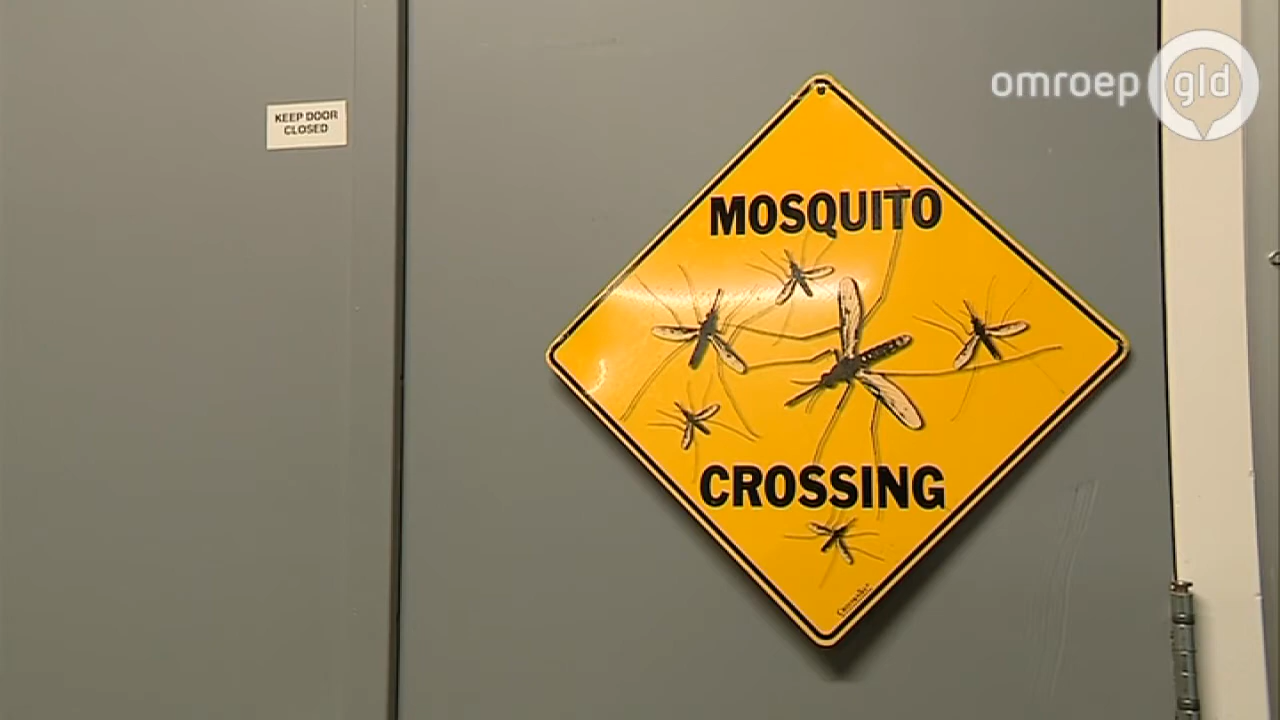 omroep gld
KEEP DOOR
CLOSED
MOSQUITO
CROSSING